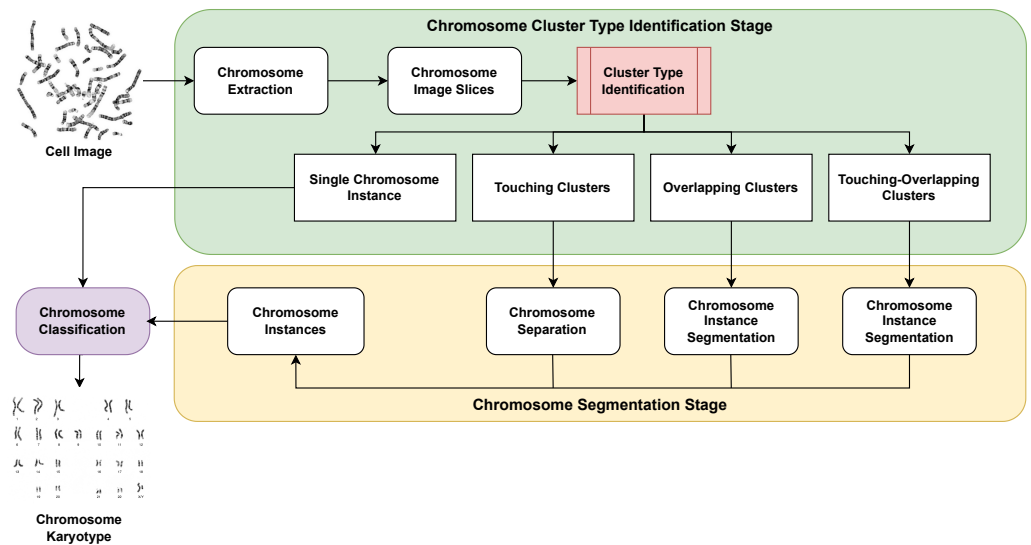 Chromosome Cluster Type Identification Stage
Chromosome
Extraction
Chromosome
Image Slices
Cluster Type
Identification
Cell Image
Single Chromosome
Instance
Touching Clusters
Overlapping Clusters
Touching-Overlapping
Clusters
Chromosome
Classification
Chromosome
Instances
Chromosome
Separation
Chromosome
Instance
Segmentation
Chromosome
Instance
Segmentation
Chromosome Segmentation Stage
Chromosome
Karyotype